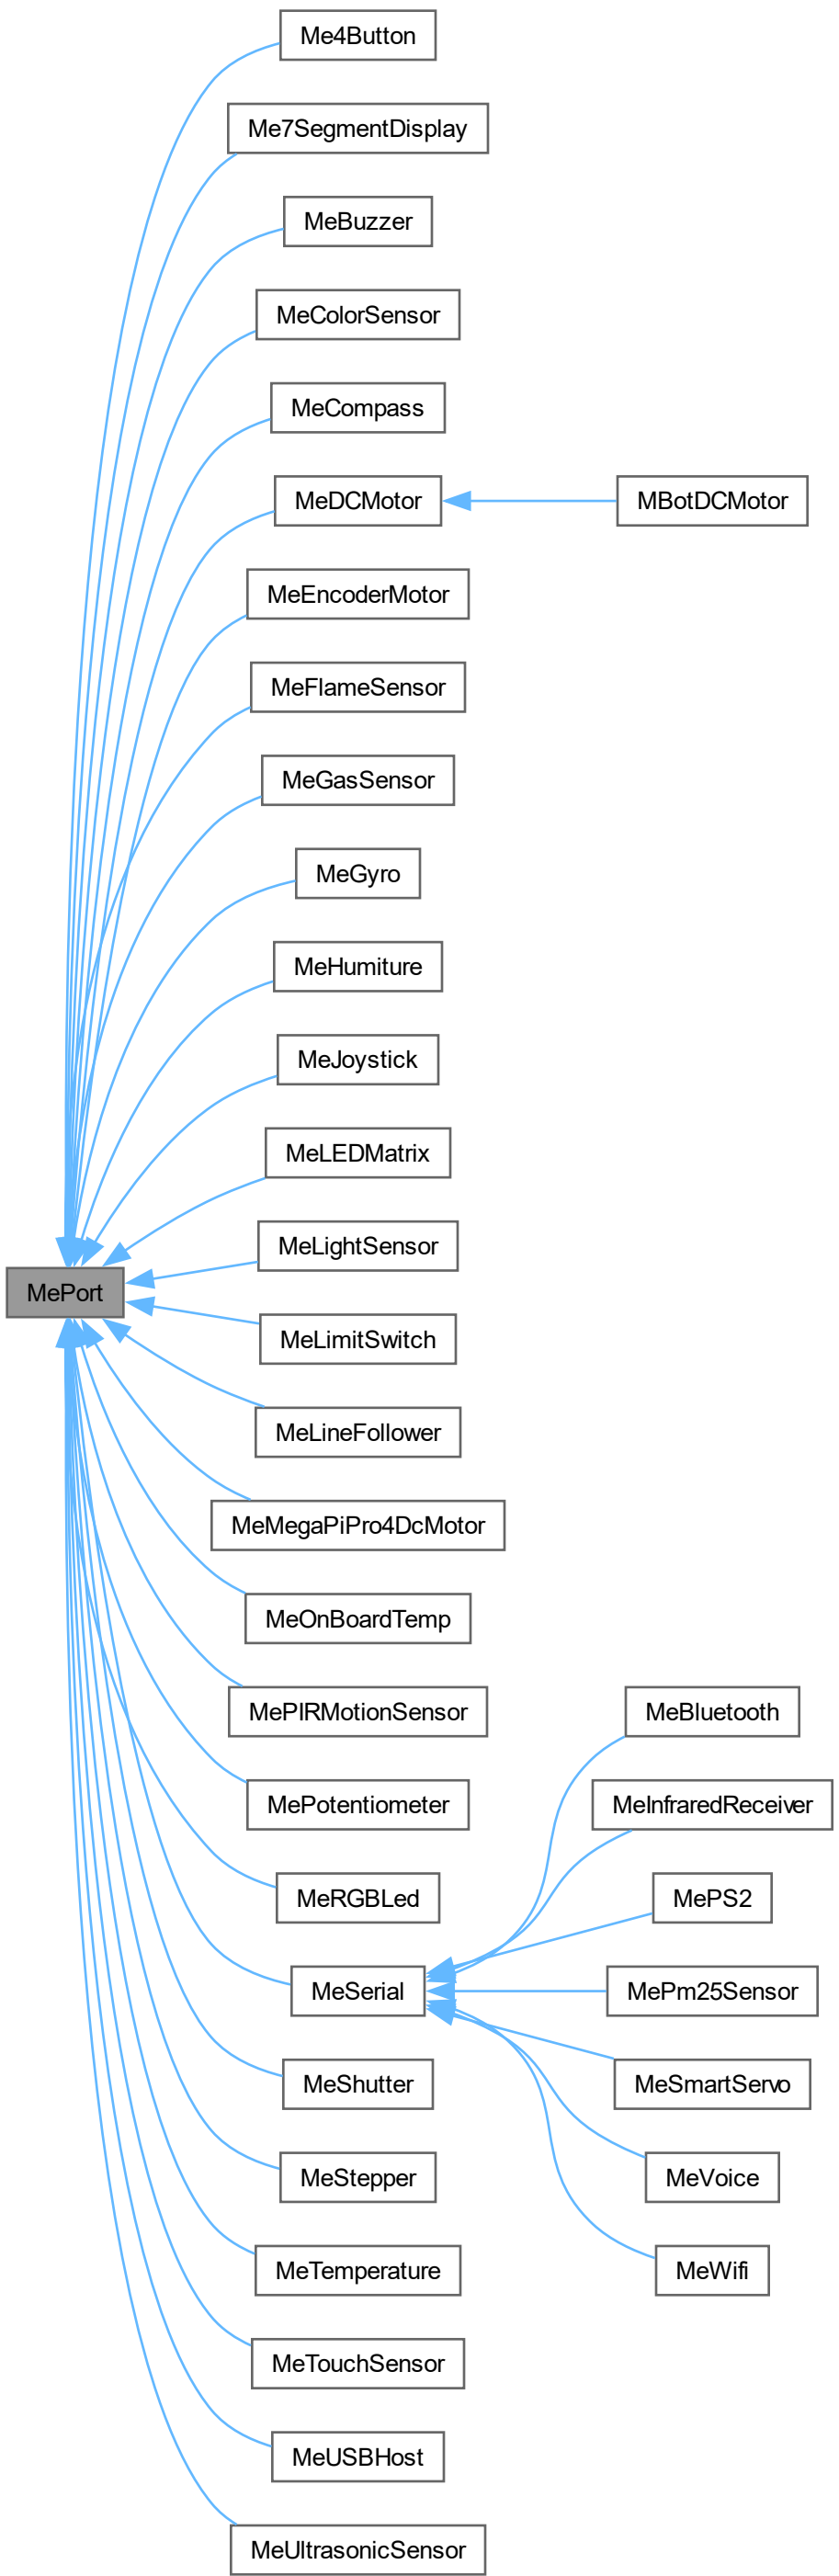 Me4Button
Me7SegmentDisplay
MeBuzzer
MeColorSensor
MeCompass
MeDCMotor
MBotDCMotor
MeEncoderMotor
MeFlameSensor
MeGasSensor
MeGyro
MeHumiture
MeJoystick
MeLEDMatrix
MeLightSensor
MePort
MeLimitSwitch
MeLineFollower
MeMegaPiPro4DcMotor
MeOnBoardTemp
MePIRMotionSensor
MeBluetooth
MePotentiometer
MeInfraredReceiver
MeRGBLed
MePS2
MeSerial
MePm25Sensor
MeShutter
MeSmartServo
MeStepper
MeVoice
MeTemperature
MeWifi
MeTouchSensor
MeUSBHost
MeUltrasonicSensor